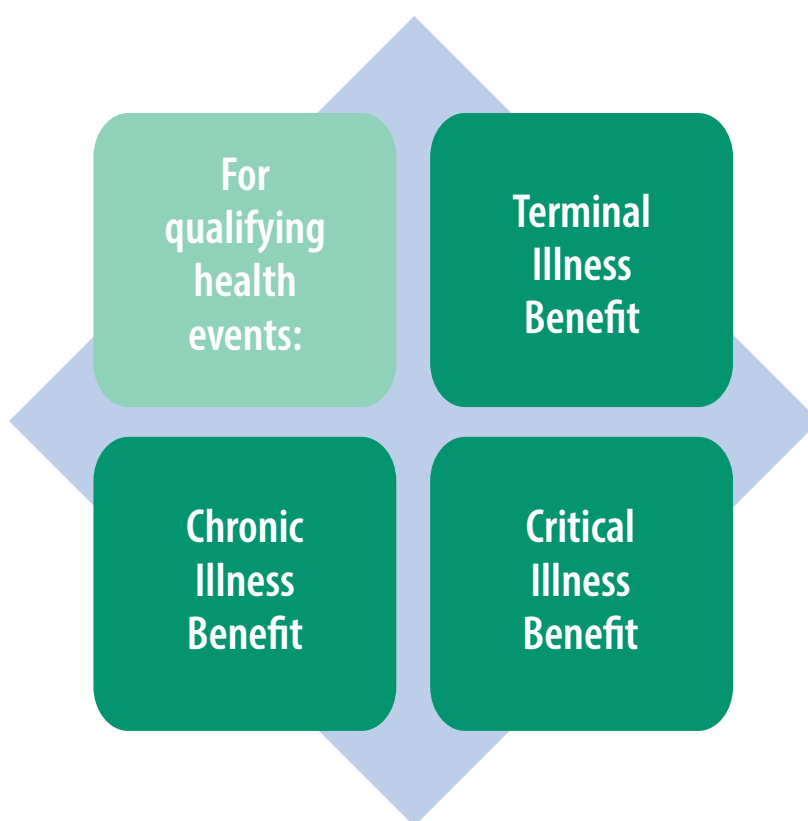 For
qualifying
health
events:
Terminal
Illness
Benefit
Chronic
Illness
Benefit
Critical
Illness
Benefit